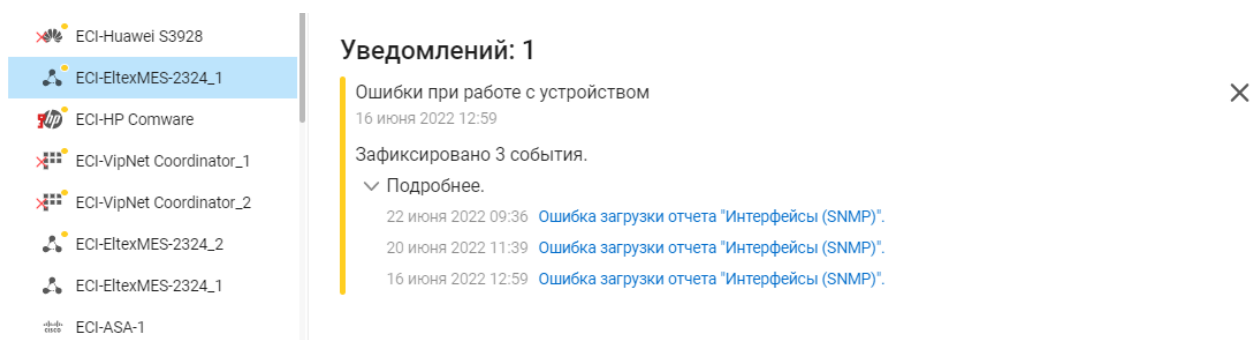 ECI-Huawei S3928
ECI-EltexMES-2324_1
ECI-HP Comware
ECI-VipNet Coordinator_1
ECI-VipNet Coordinator_2
ECI-EltexMES-2324_2
ECI-EltexMES-2324_1
ECI-ASA-1
Уведомлений: 1
Ошибки при работе с устройством
16 июня 2022 12:59
Зафиксировано 3 события.
Подробнее.
22 июня 2022 09:36 Ошибка загрузки отчета "Интерфейсы (SNMP)".
20 июня 2022 11:39 Ошибка загрузки отчета "Интерфейсы (SNMP)".
16 июня 2022 12:59 Ошибка загрузки отчета "Интерфейсы (SNMP)".